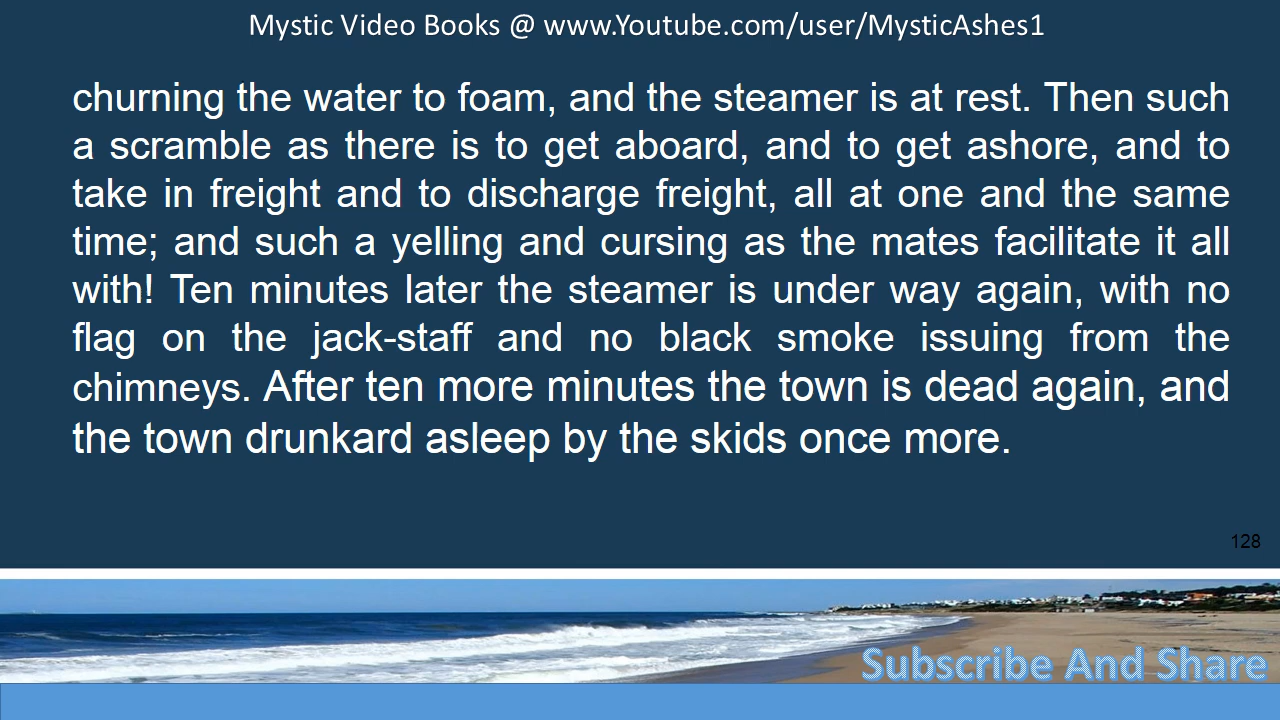 Mystic Video Books @ www.Youtube.com/user/MysticAshes1
churning the water to foam, and the steamer is at rest. Then such
a scramble as there is to get aboard, and to get ashore, and to
take in freight and to discharge freight, all at one and the same
time; and such a yelling and cursing as the mates facilitate it all
with! Ten minutes later the steamer is under way again, with no
flag on the jack-staff and no black smoke issuing from the
chimneys. After ten more minutes the town is dead again, and
the town drunkard asleep by the skids once more.
128
Subscribe And Share